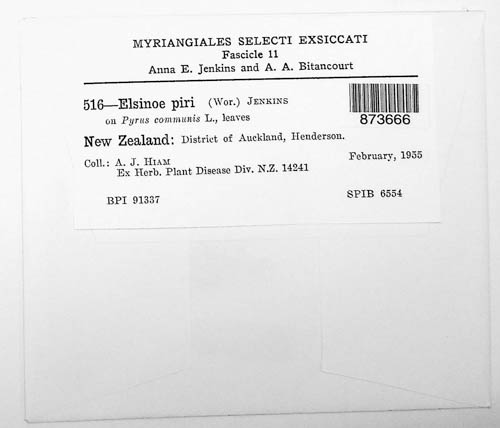 MYRIANGIALES SELECTI EXSICCATI
Fascicle 11
Anna E. Jenkins and A. A. Bitancourt
516—Elsinoe piri (Wor.) JENKINS
on Pyrus communis L., leaves
873666
New Zealand: District of Auckland, Henderson.
Coll.: A. J. HIAM February, 1955
Ex Herb. Plant Disease Div. N.Z. 14241
BPI 91337 SPIB 6554